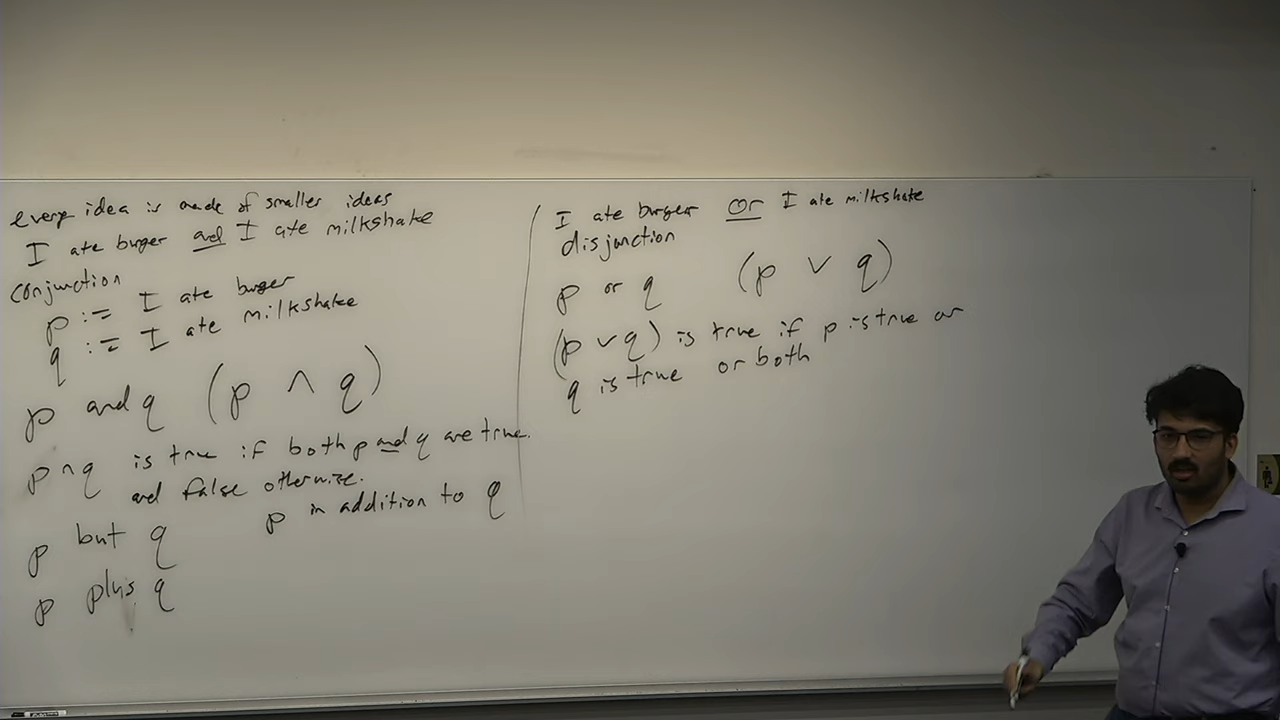 every idea is made of smaller ideas
I ate burger and I ate milkshake
conjunction
p := I ate burger
q := I ate milkshake
p and q (p ∧ q)
p ∧ q is true if both p and q are true.
and false otherwise.
p but q p in addition to q
p plus q
I ate burger or I ate milkshake
disjunction
p or q (p ∨ q)
(p ∨ q) is true if p is true or
q is true or both